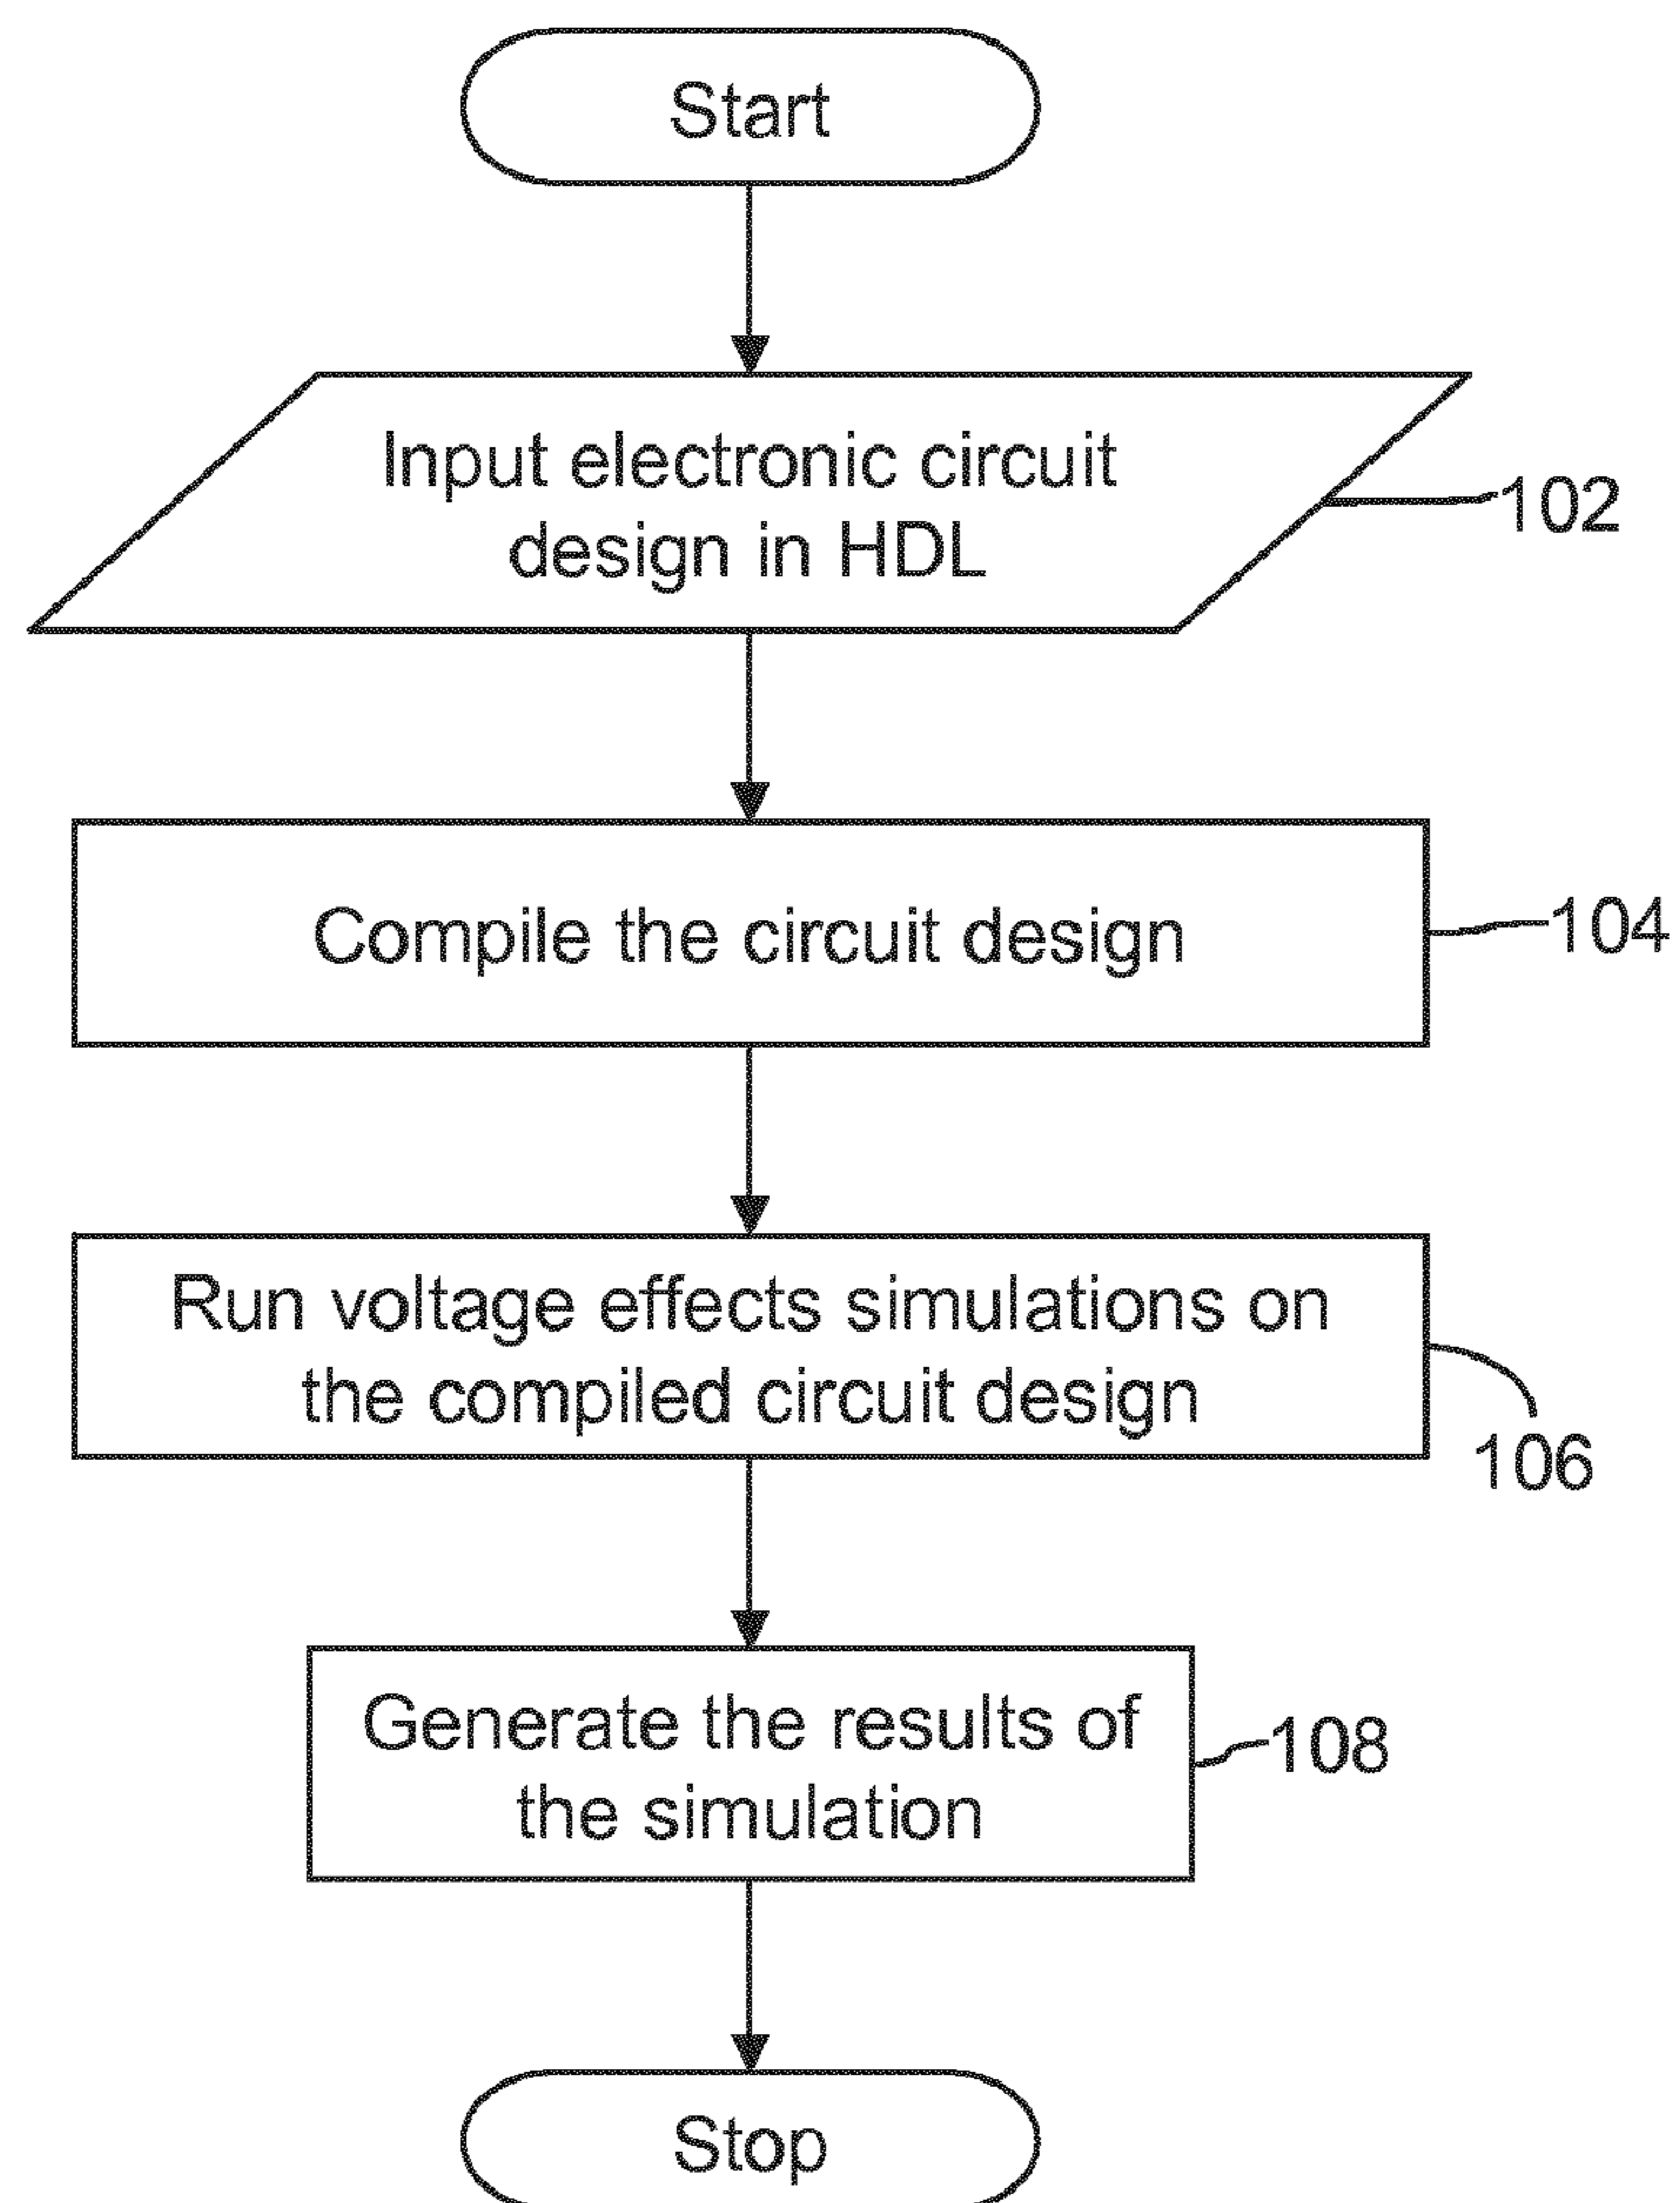 Start
Input electronic circuit
design in HDL
102
Compile the circuit design
104
Run voltage effects simulations on
the compiled circuit design
106
Generate the results of
the simulation
108
Stop